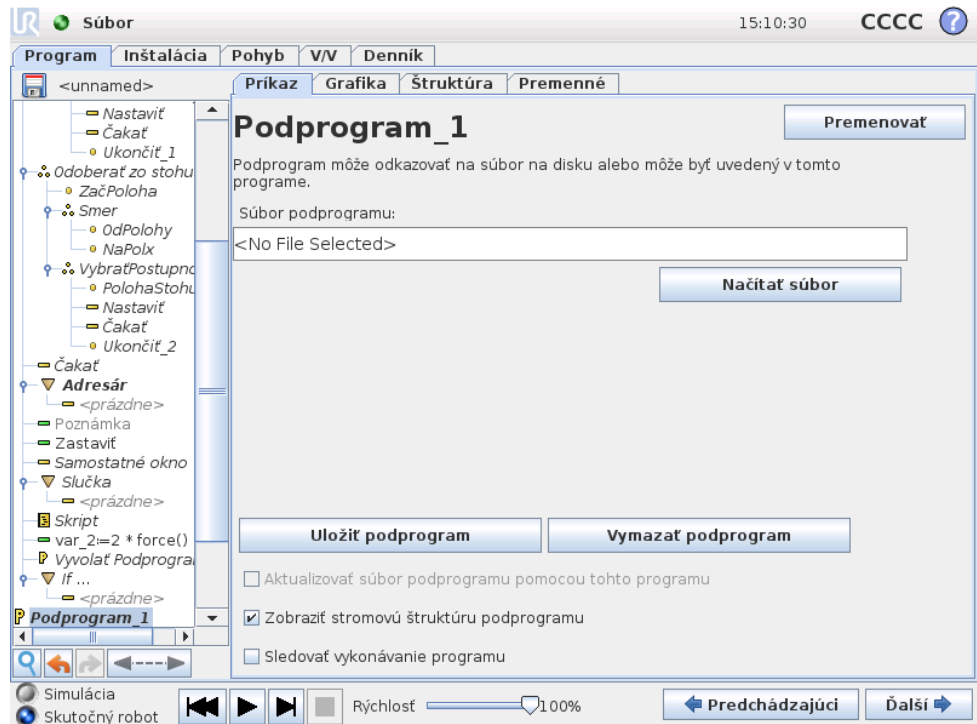 UR Súbor 15:10:30 CCCC ?
Program Inštalácia Pohyb V/V Denník
<unnamed>
Príkaz Grafika Štruktúra Premenné
Nastaviť
Čakať
Ukončiť_1
Odoberať zo stohu
ZačPoloha
Smer
OdPolohy
NaPolx
VybraťPostupno
PolohaStohu
Nastaviť
Čakať
Ukončiť_2
Čakať
Adresár
<prázdne>
Poznámka
Zastaviť
Samostatné okno
Slučka
<prázdne>
Skript
var_2:=2 * force()
P Vyvolať Podprogra
If ...
<prázdne>
P Podprogram_1
Podprogram_1
Premenovať
Podprogram môže odkazovať na súbor na disku alebo môže byť uvedený v tomto
programe.
Súbor podprogramu:
<No File Selected>
Načítať súbor
Uložiť podprogram Vymazať podprogram
Aktualizovať súbor podprogramu pomocou tohto programu
Zobraziť stromovú štruktúru podprogramu
Sledovať vykonávanie programu
Simulácia
Skutočný robot
Rýchlosť 100%
Predchádzajúci Ďalší